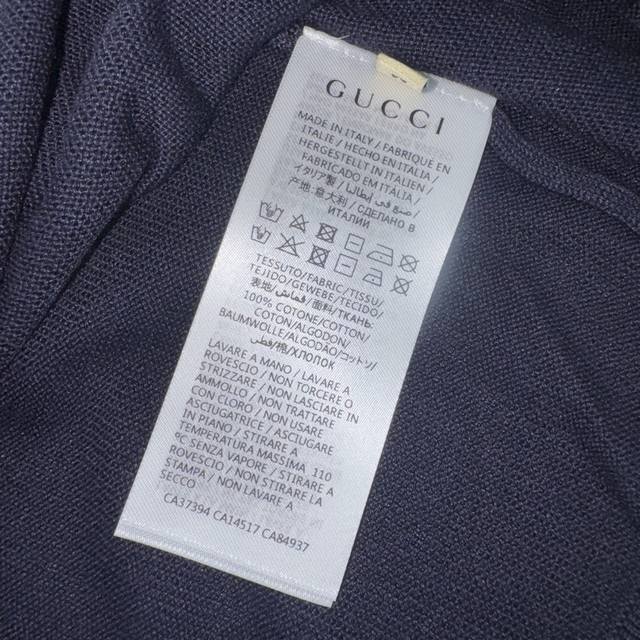 GUCCI
MADE IN ITALY / FABRIQUE EN
ITALIE / HECHO EN ITALIA /
HERGESTELLT IN ITALIEN /
FABRICADO EM ITÁLIA /
イタリア製 / صنع في إيطاليا /
产地: 意大利 / СДЕЛАНО В
ИТАЛИИ
TESSUTO/FABRIC/TISSU/
TEJIDO/GEWEBE/TECIDO/
表地/قماش/面料/ТКАНЬ:
100% COTONE/COTTON/
COTON/ALGODON/
BAUMWOLLE/ALGODÃO/コットン/
قطن/棉/ХЛОПОК
LAVARE A MANO / LAVARE A
ROVESCIO / NON TORCERE O
STRIZZARE / NON LASCIARE IN
AMMOLLO / NON TRATTARE
CON CLORO / NON USARE
ASCIUGATRICE / ASCIUGARE
IN PIANO / STIRARE A
TEMPERATURA MASSIMA 110
ºC SENZA VAPORE / STIRARE A
ROVESCIO / NON STIRARE LA
STAMPA / NON LAVARE A
SECCO
CA37394 CA14517 CA84937